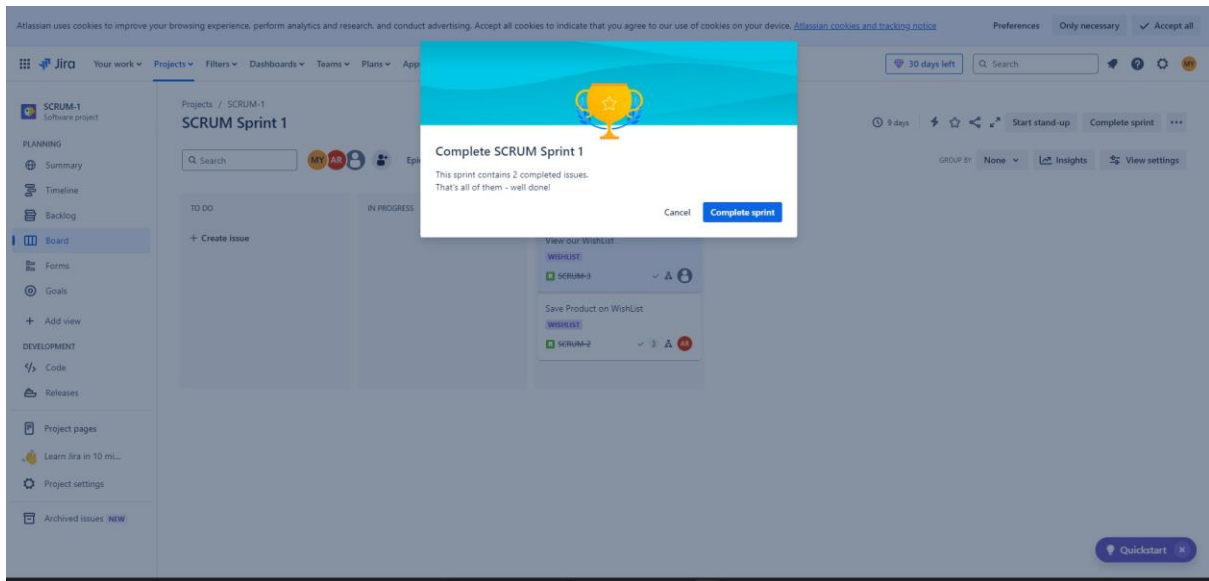 Atlassian uses cookies to improve your browsing experience, perform analytics and research, and conduct advertising. Accept all cookies to indicate that you agree to our use of cookies on your device. Atlassian cookies and tracking notice
Preferences Only necessary Accept all
Jira Your work Projects Filters Dashboards Teams Plans App
30 days left Search MY
SCRUM-1
Software project
PLANNING
Summary
Timeline
Backlog
Board
Forms
Goals
Add view
DEVELOPMENT
Code
Releases
Project pages
Learn Jira in 10 mi...
Project settings
Archived issues NEW
Projects / SCRUM-1
SCRUM Sprint 1
9 days Start stand-up Complete sprint
Search MY AR Epi
GROUP BY None Insights View settings
TO DO
+ Create issue
IN PROGRESS
Complete SCRUM Sprint 1
This sprint contains 2 completed issues.
That's all of them - well done!
Cancel Complete sprint
View our WishList
WISHLIST
SCRUM-3
Save Product on WishList
WISHLIST
SCRUM-2 3 AR
Quickstart